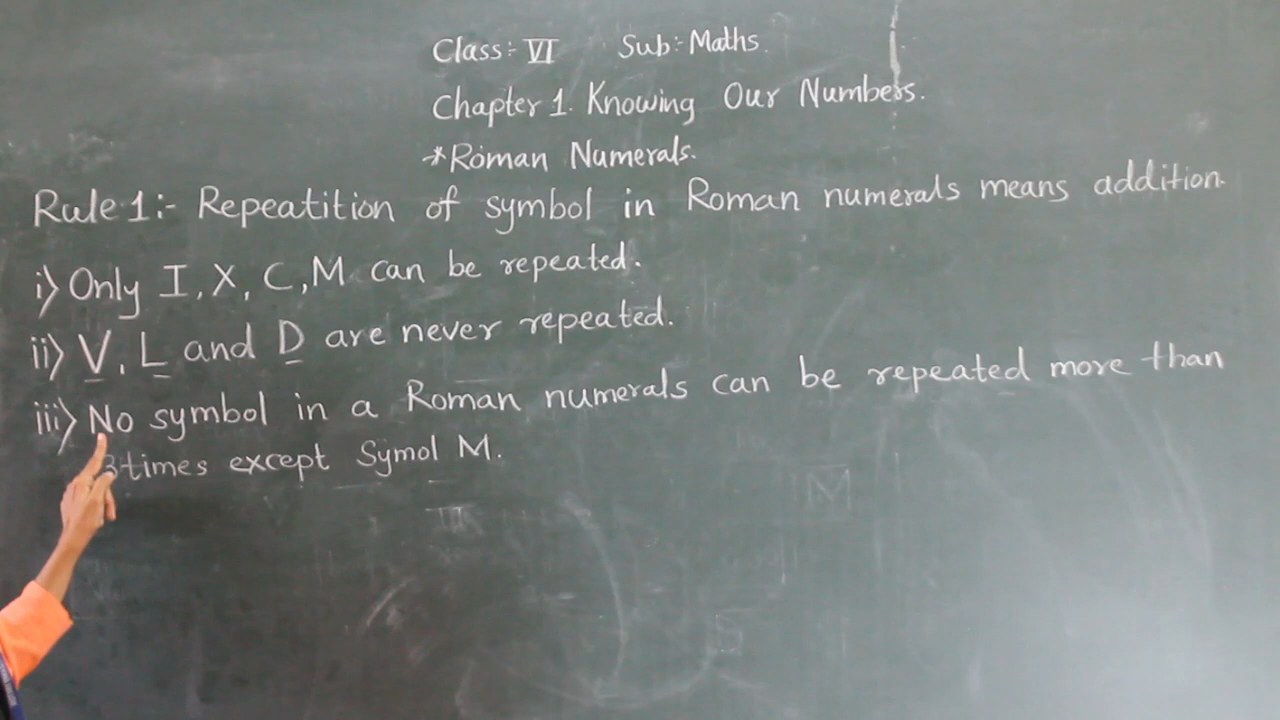 Class:- VI Sub:- Maths.
Chapter 1. Knowing Our Numbers.
*Roman Numerals.
Rule 1:- Repeatition of symbol in Roman numerals means addition.
i) Only I, X, C, M can be repeated.
ii) V, L and D are never repeated.
iii) No symbol in a Roman numerals can be repeated more than
3 times except Symol M.
M